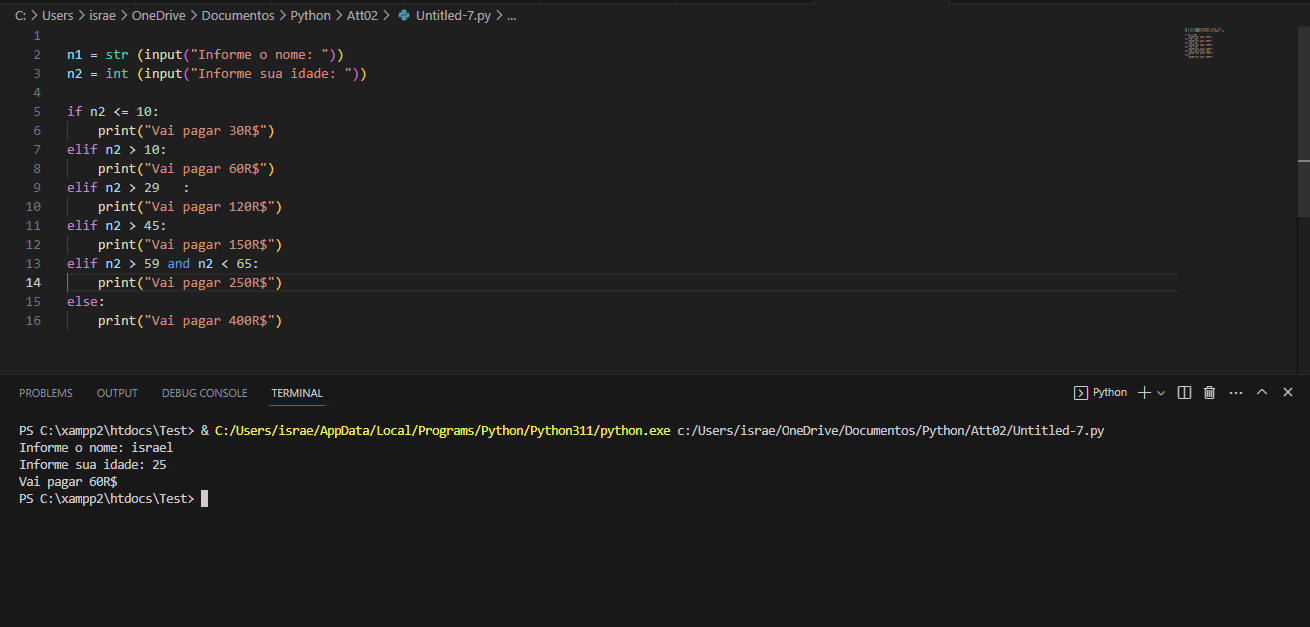 C: > Users > israe > OneDrive > Documentos > Python > Att02 > Untitled-7.py > ...
1
2 n1 = str (input("Informe o nome: "))
3 n2 = int (input("Informe sua idade: "))
4
5 if n2 <= 10:
6     print("Vai pagar 30R$")
7 elif n2 > 10:
8     print("Vai pagar 60R$")
9 elif n2 > 29   :
10     print("Vai pagar 120R$")
11 elif n2 > 45:
12     print("Vai pagar 150R$")
13 elif n2 > 59 and n2 < 65:
14     print("Vai pagar 250R$")
15 else:
16     print("Vai pagar 400R$")
PROBLEMS OUTPUT DEBUG CONSOLE TERMINAL Python
PS C:\xampp2\htdocs\Test> & C:/Users/israe/AppData/Local/Programs/Python/Python311/python.exe c:/Users/israe/OneDrive/Documentos/Python/Att02/Untitled-7.py
Informe o nome: israel
Informe sua idade: 25
Vai pagar 60R$
PS C:\xampp2\htdocs\Test>